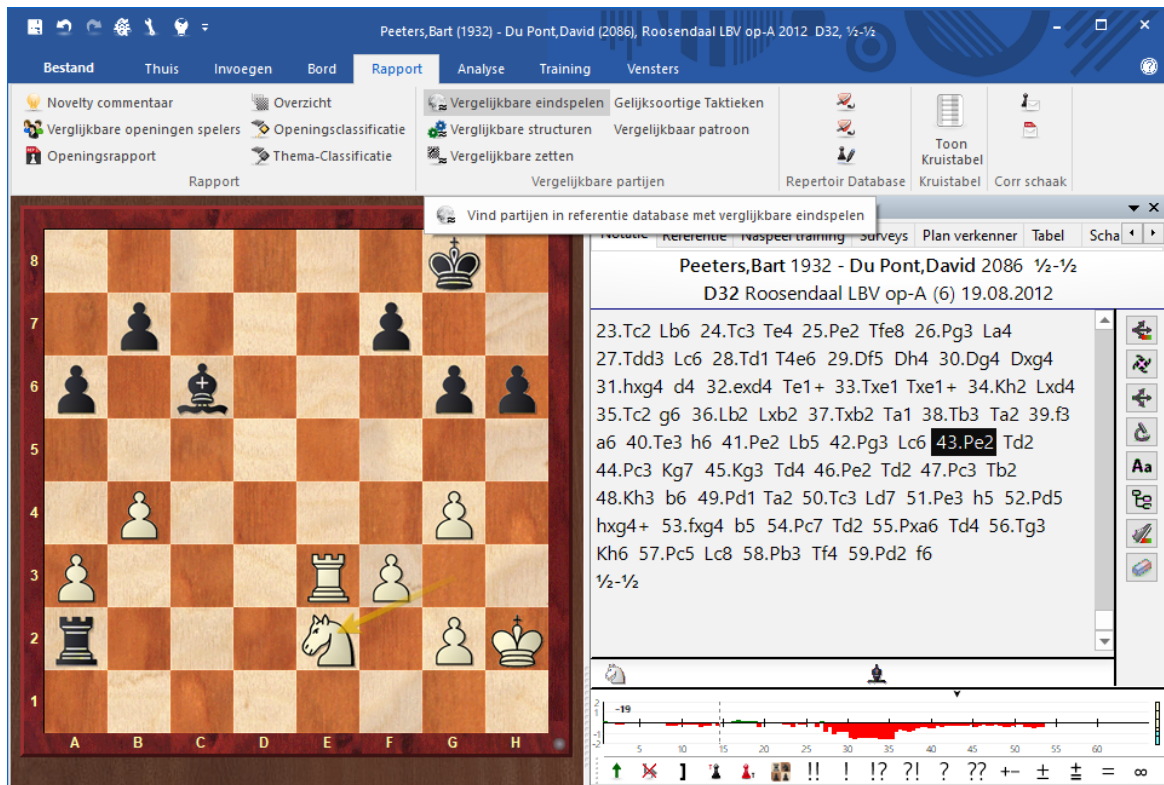 Peeters,Bart (1932) - Du Pont,David (2086), Roosendaal LBV op-A 2012 D32, ½-½
Bestand Thuis Invoegen Bord Rapport Analyse Training Vensters
Novelty commentaar
Verglijkbare openingen spelers
Openingsrapport
Overzicht
Openingsclassificatie
Thema-Classificatie
Rapport
Vergelijkbare eindspelen
Verglijkbare structuren
Vergelijkbare zetten
Gelijksoortige Taktieken
Vergelijkbaar patroon
Vergelijkbare partijen
Repertoir Database
Toon
Kruistabel
Kruistabel
Corr schaak
Vind partijen in referentie database met verglijkbare eindspelen
Notatie Referentie Naspeeltraining Surveys Plan verkenner Tabel Scha
8
7
6
5
4
3
2
1
A B C D E F G H
Peeters,Bart 1932 - Du Pont,David 2086 ½-½
D32 Roosendaal LBV op-A (6) 19.08.2012
23.Tc2 Lb6 24.Tc3 Te4 25.Pe2 Tfe8 26.Pg3 La4
27.Tdd3 Lc6 28.Td1 T4e6 29.Df5 Dh4 30.Dg4 Dxg4
31.hxg4 d4 32.exd4 Te1+ 33.Txe1 Txe1+ 34.Kh2 Lxd4
35.Tc2 g6 36.Lb2 Lxb2 37.Txb2 Ta1 38.Tb3 Ta2 39.f3
a6 40.Te3 h6 41.Pe2 Lb5 42.Pg3 Lc6 43.Pe2 Td2
44.Pc3 Kg7 45.Kg3 Td4 46.Pe2 Td2 47.Pc3 Tb2
48.Kh3 b6 49.Pd1 Ta2 50.Tc3 Ld7 51.Pe3 h5 52.Pd5
hxg4+ 53.fxg4 b5 54.Pc7 Td2 55.Pxa6 Td4 56.Tg3
Kh6 57.Pc5 Lc8 58.Pb3 Tf4 59.Pd2 f6
½-½
Aa
2
1
-1
-2
-19
5 10 15 20 25 30 35 40 45 50 55 60
] !! ! !? ?! ? ?? +− ± ⩲ = ∞